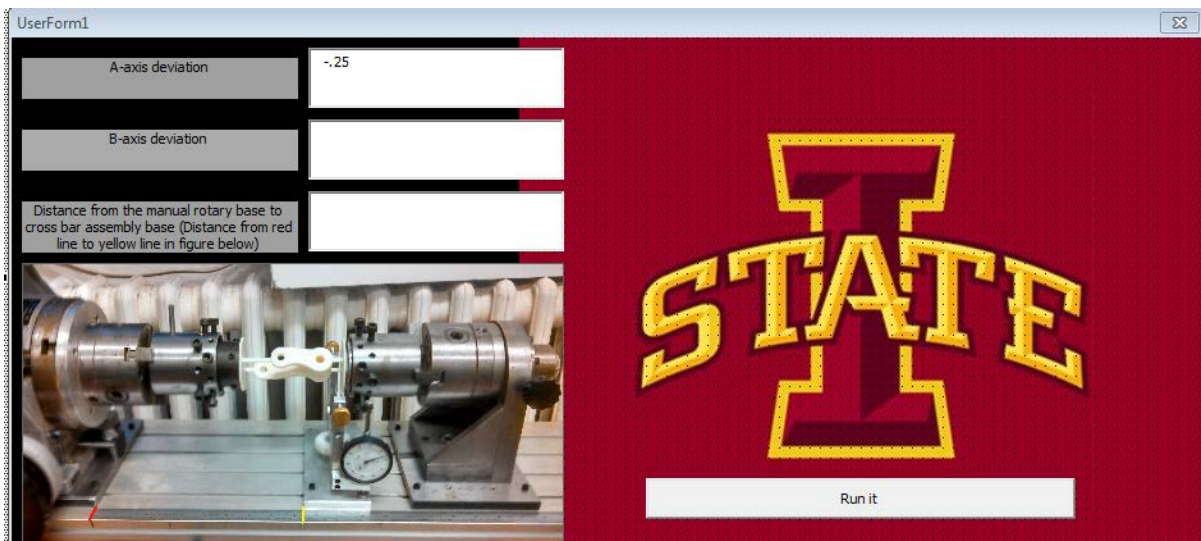 UserForm1
A-axis deviation
-.25
B-axis deviation
Distance from the manual rotary base to
cross bar assembly base (Distance from red
line to yellow line in figure below)
I
STATE
Run it